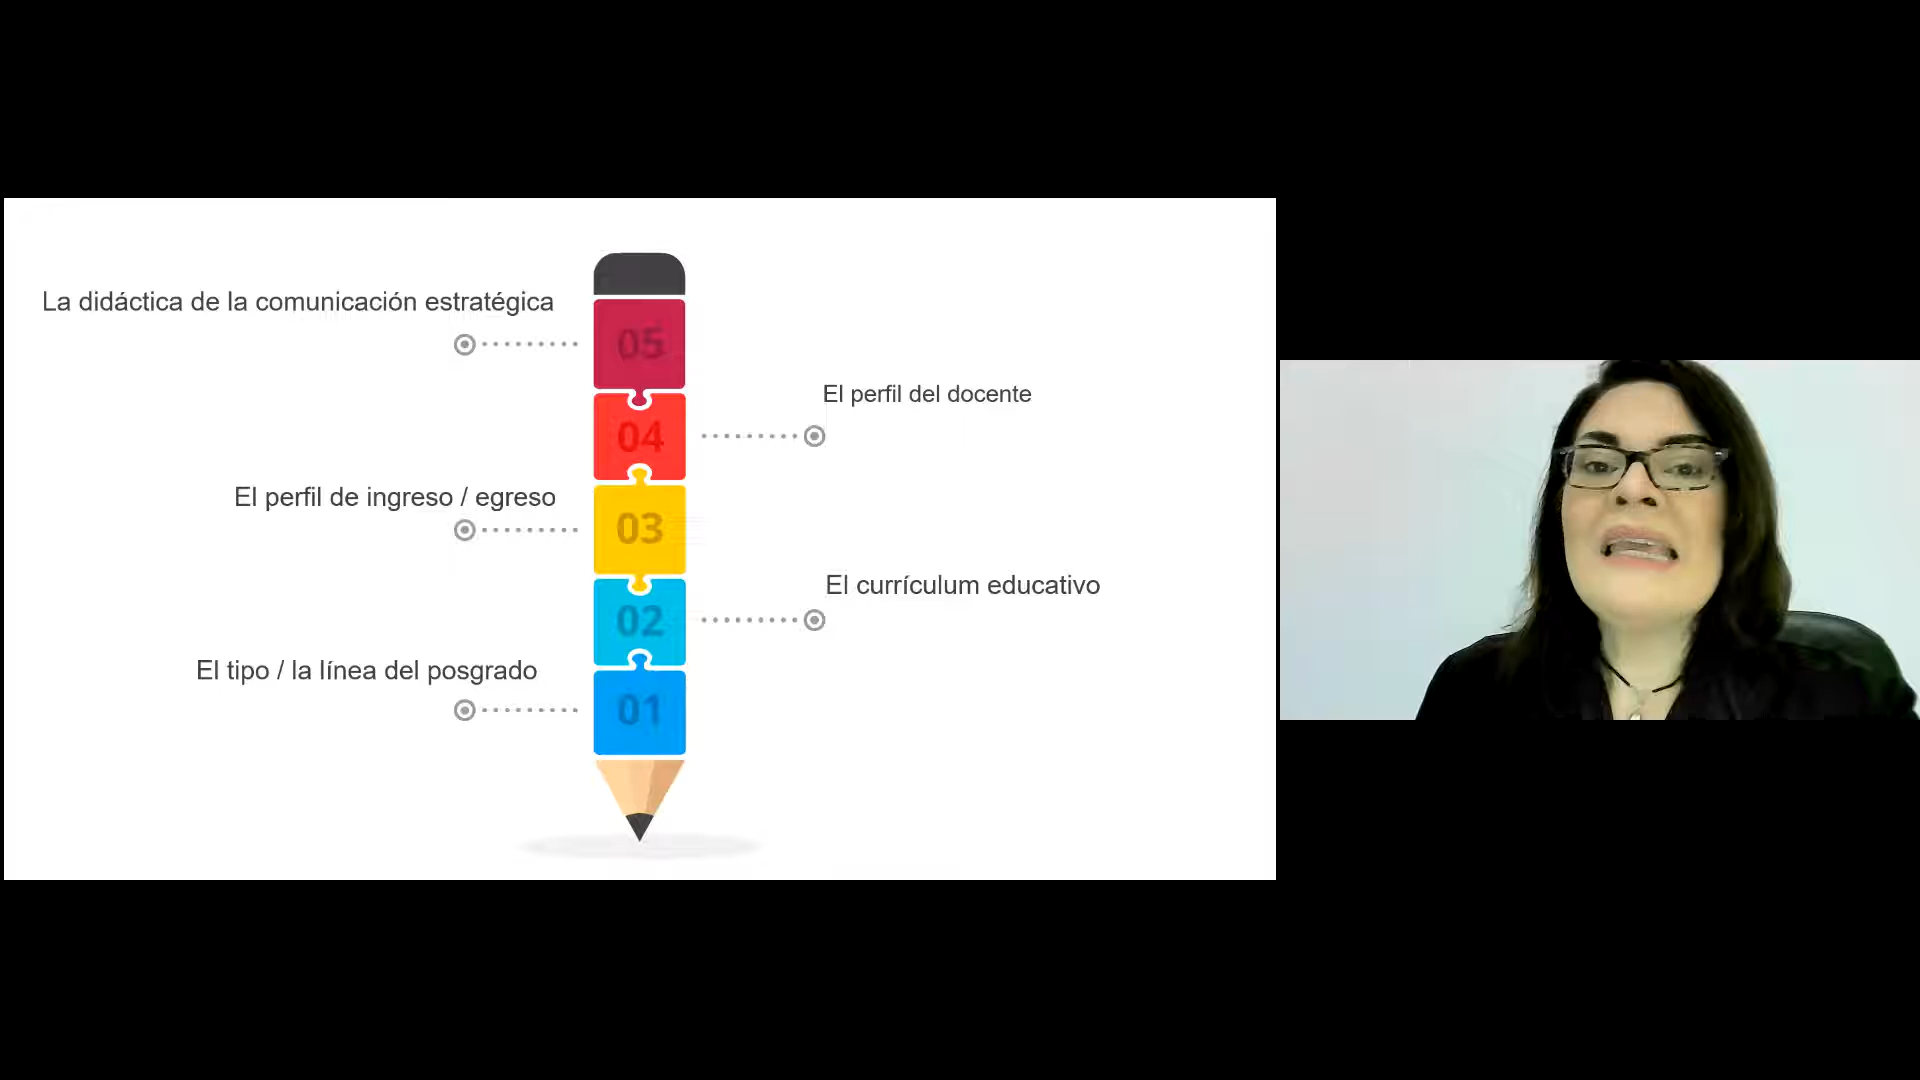 La didáctica de la comunicación estratégica
05
El perfil del docente
04
El perfil de ingreso / egreso
03
El currículum educativo
02
El tipo / la línea del posgrado
01